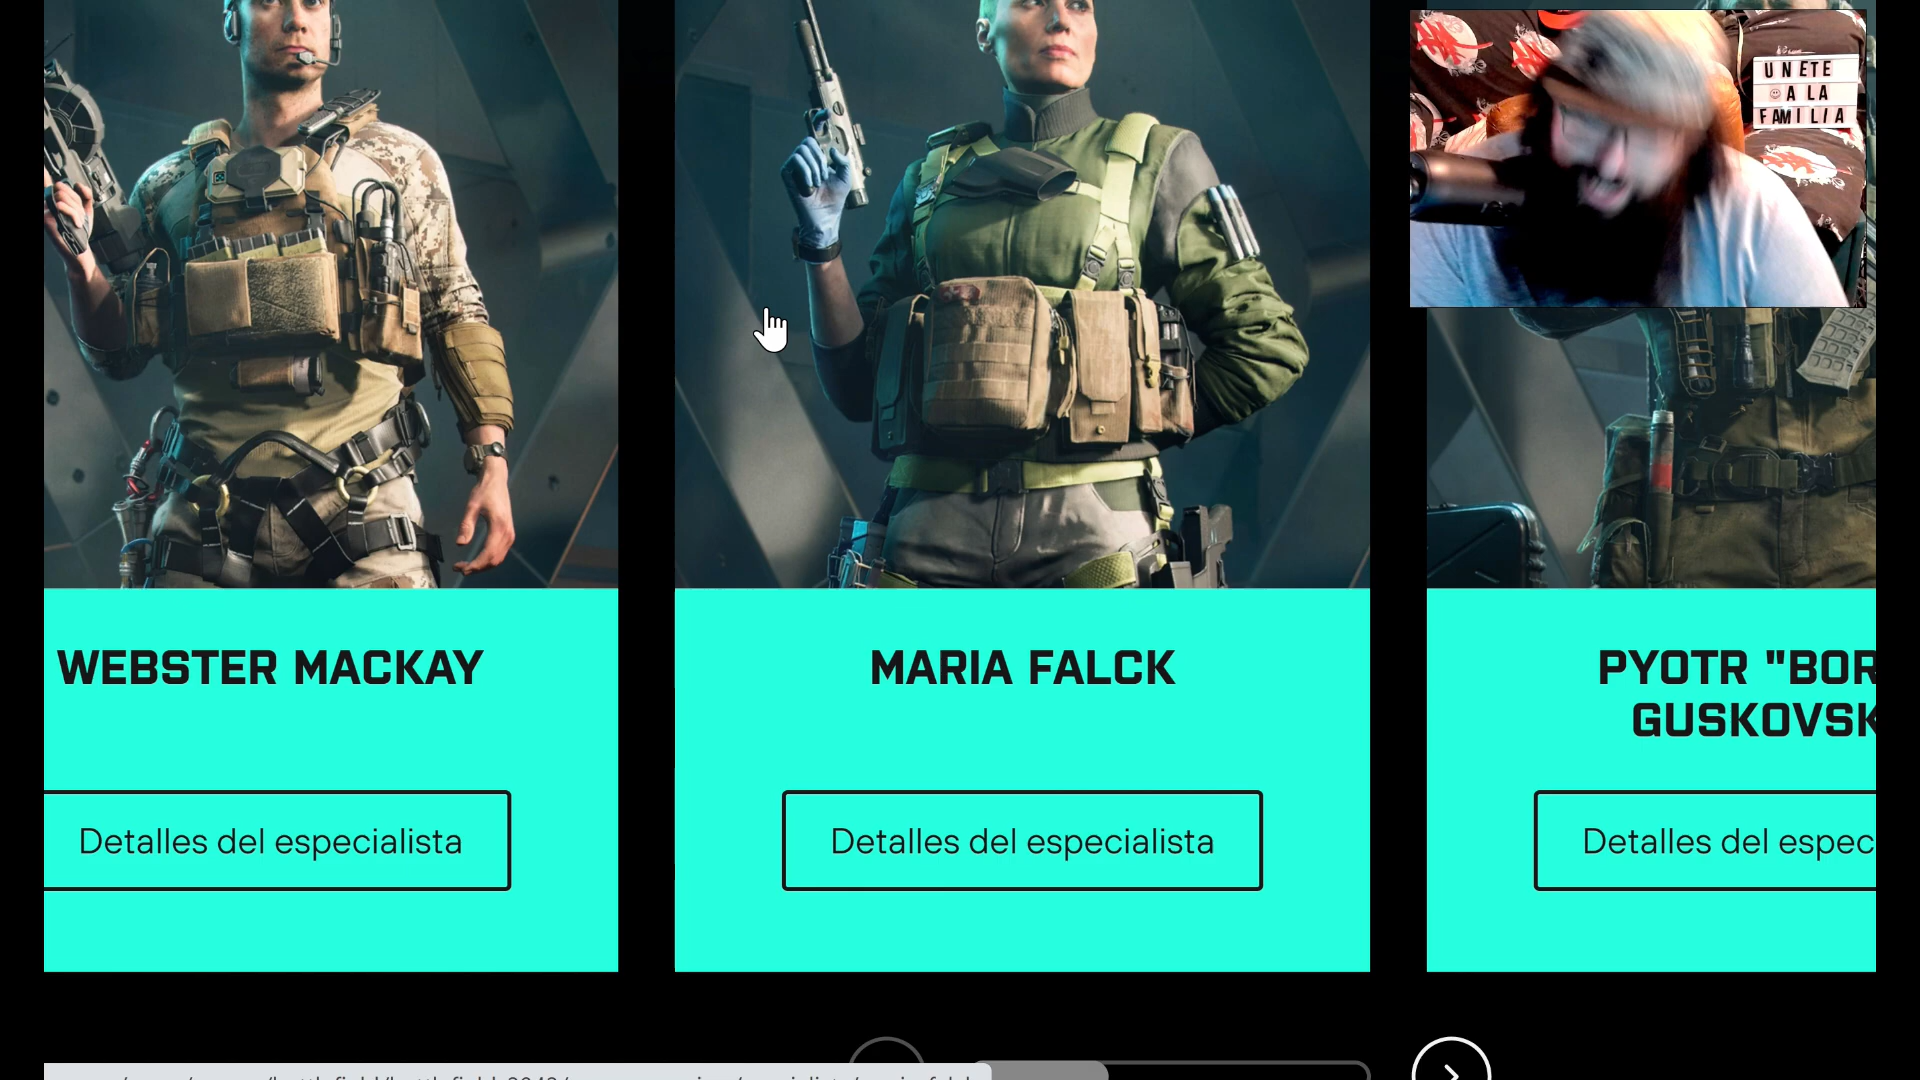 UNETE
A LA
FAMILIA
WEBSTER MACKAY
MARIA FALCK
PYOTR "BOR
GUSKOVSK
Detalles del especialista
Detalles del especialista
Detalles del espec